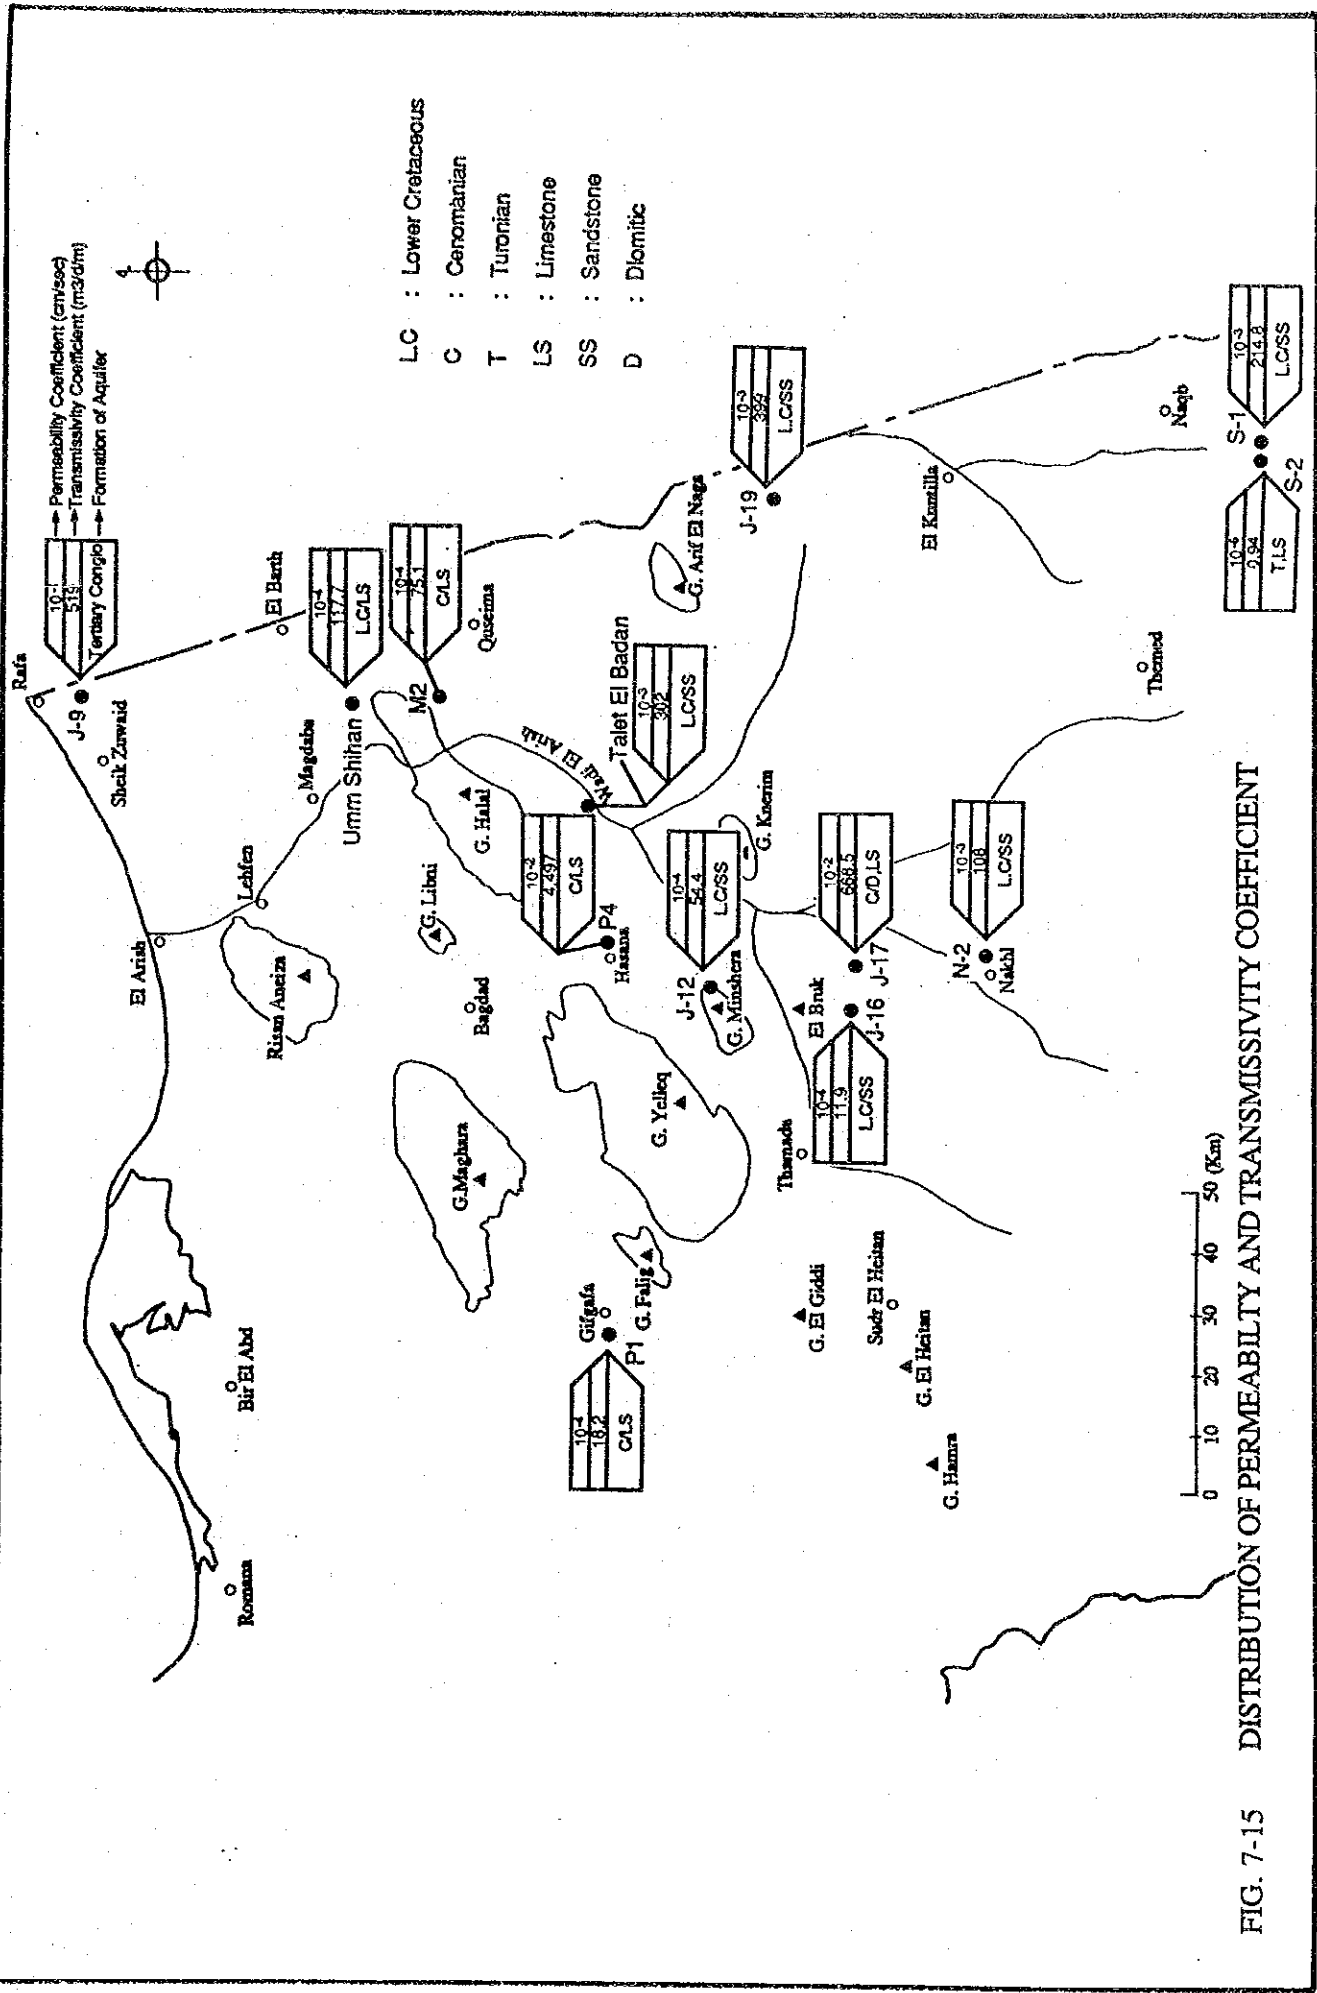 Rafa
J-9
Sheik Zuwaid
10-1
519
Tertiary Conglo
Permeability Coefficient (cm/sec)
Transmissivity Coefficient (m3/d/m)
Formation of Aquifer
El Barth
El Arish
Lehfen
Magdaba
Risan Aneiza
Romana
Bir El Abd
Umm Shihan
10-4
117.7
L.C/LS
M2
10-4
75.1
C/LS
Quseima
L.C : Lower Cretaceous
C : Cenomanian
T : Turonian
LS : Limestone
SS : Sandstone
D : Dlomitic
G. Halal
G. Libni
Bagdad
G.Maghara
Wadi El Arish
Talet El Badan
10-3
302
L.C/SS
10-2
4,497
C/LS
P4
Hasana
Gifgafa
P1
10-4
18.2
C/LS
G. Falig
G. Yelleq
G. Arif El Naga
J-19
10-3
399
L.C/SS
J-12
G. Minshera
10-4
54.4
L.C/SS
G. Kherim
El Bruk
Thamada
J-16
10-4
11.9
L.C/SS
J-17
10-2
668.5
C/D,LS
G. El Giddi
Sudr El Heitan
G. El Heitan
G. Hamra
N-2
Nakhl
10-3
108
L.C/SS
El Kuntilla
Themed
Naqb
S-1
10-3
214.8
L.C/SS
S-2
10-4
0.94
T.LS
0 10 20 30 40 50 (Km)
FIG. 7-15 DISTRIBUTION OF PERMEABILTY AND TRANSMISSIVITY COEFFICIENT